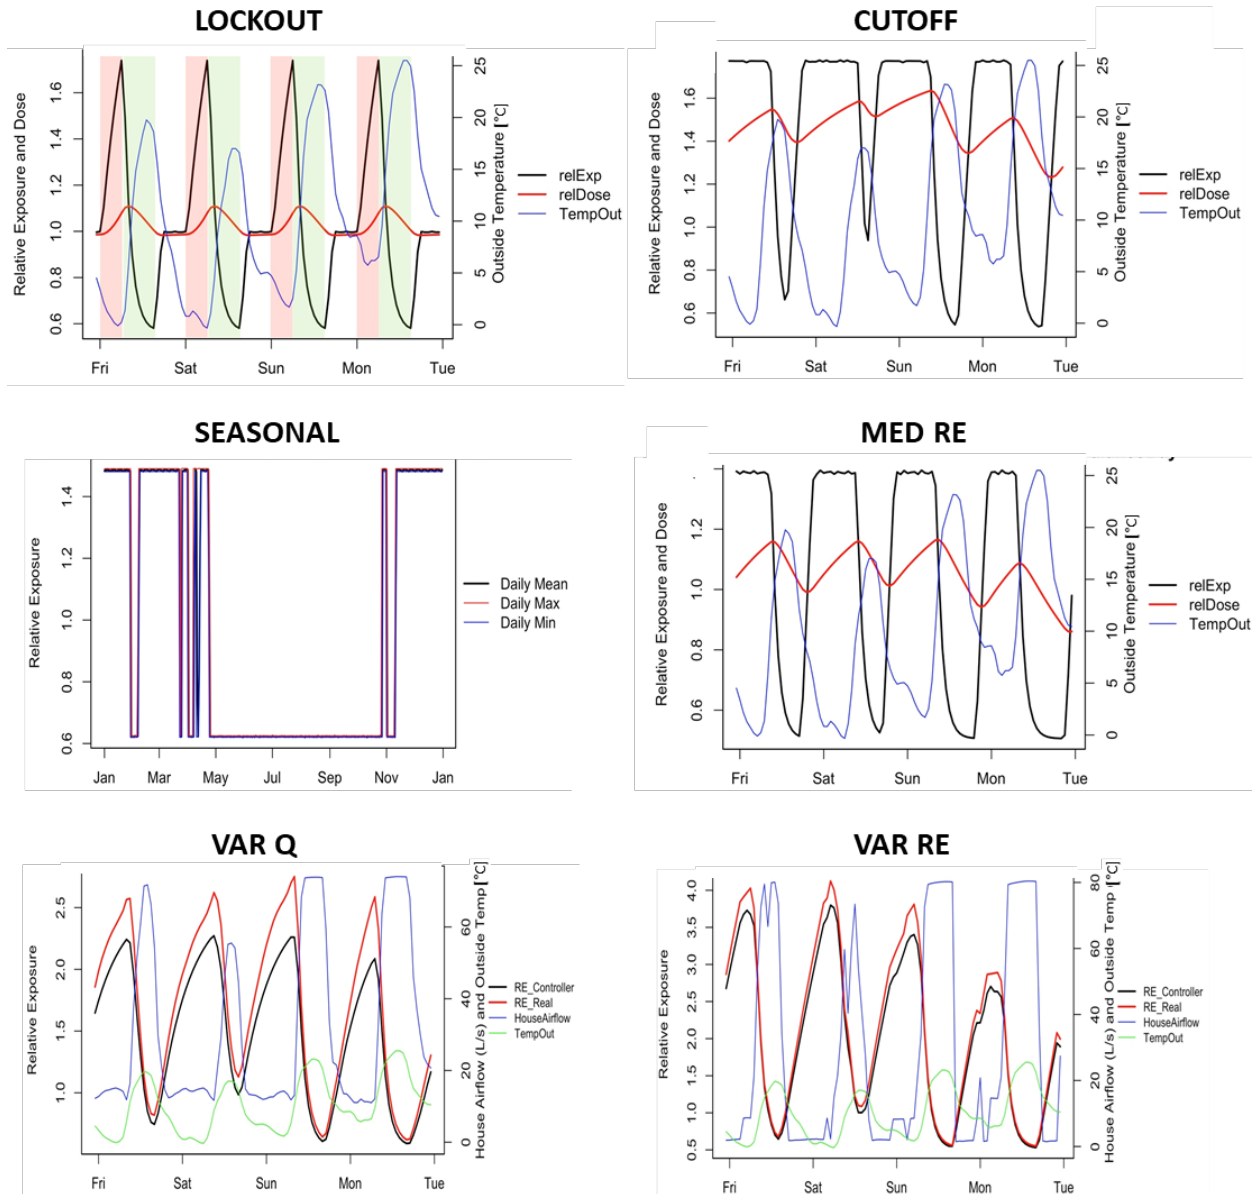 LOCKOUT
Relative Exposure and Dose
1.6
1.4
1.2
1.0
0.8
0.6
25
20
15
10
5
0
Outside Temperature [°C]
Fri Sat Sun Mon Tue
relExp
relDose
TempOut
CUTOFF
Relative Exposure and Dose
1.6
1.4
1.2
1.0
0.8
0.6
25
20
15
10
5
0
Outside Temperature [°C]
Fri Sat Sun Mon Tue
relExp
relDose
TempOut
SEASONAL
Relative Exposure
1.4
1.2
1.0
0.8
0.6
Jan Mar May Jul Sep Nov Jan
Daily Mean
Daily Max
Daily Min
MED RE
Relative Exposure and Dose
1.2
1.0
0.8
0.6
25
20
15
10
5
0
Outside Temperature [°C]
Fri Sat Sun Mon Tue
relExp
relDose
TempOut
VAR Q
Relative Exposure
2.5
2.0
1.5
1.0
60
40
20
0
House Airflow (L/s) and Outside Temp [°C]
Fri Sat Sun Mon Tue
RE_Controller
RE_Real
HouseAirflow
TempOut
VAR RE
Relative Exposure
4.0
3.5
3.0
2.5
2.0
1.5
1.0
0.5
80
60
40
20
0
House Airflow (L/s) and Outside Temp [°C]
Fri Sat Sun Mon Tue
RE_Controller
RE_Real
HouseAirflow
TempOut